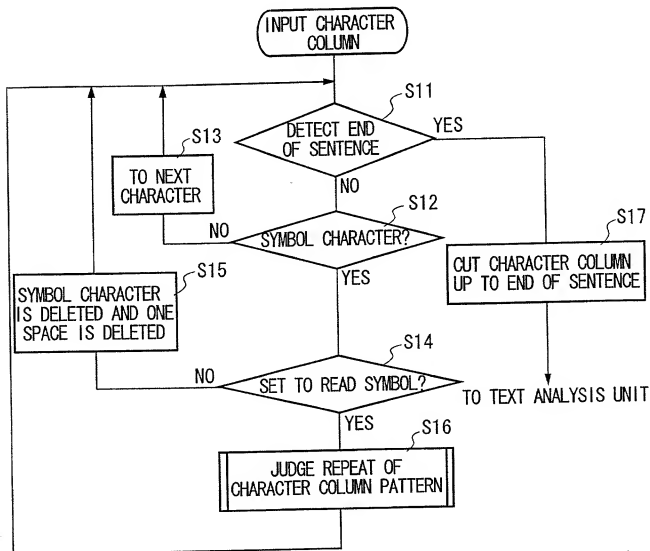 INPUT CHARACTER
COLUMN
S11
DETECT END
OF SENTENCE
YES
NO
S13
TO NEXT
CHARACTER
S12
SYMBOL CHARACTER?
NO
YES
S17
CUT CHARACTER COLUMN
UP TO END OF SENTENCE
S15
SYMBOL CHARACTER
IS DELETED AND ONE
SPACE IS DELETED
S14
SET TO READ SYMBOL?
NO
YES
TO TEXT ANALYSIS UNIT
S16
JUDGE REPEAT OF
CHARACTER COLUMN PATTERN